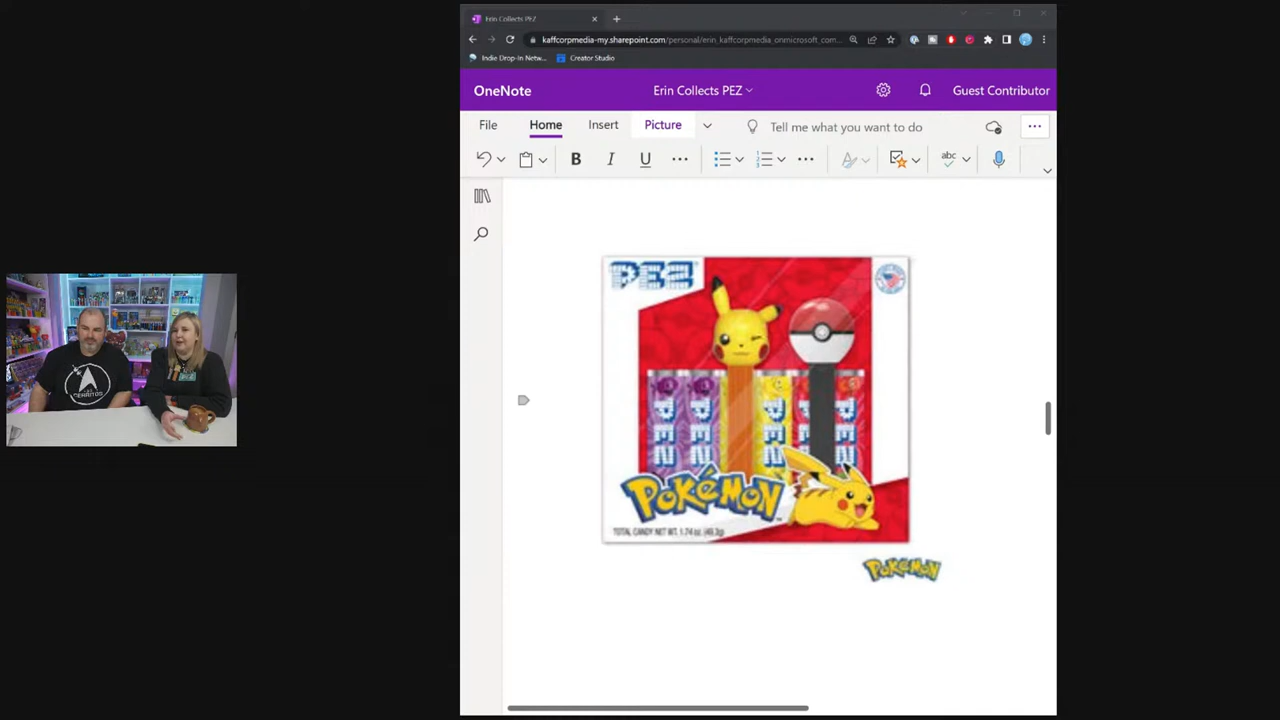 Erin Collects PEZ
kaffcorpmedia-my.sharepoint.com/personal/erin_kaffcorpmedia_onmicrosoft_com...
Indie Drop-In Netw...
Creator Studio
OneNote
Erin Collects PEZ
Guest Contributor
File
Home
Insert
Picture
Tell me what you want to do
B
I
U
abc
PEZ
PEZ
PEZ
PEZ
PEZ
POKéMON
TOTAL CANDY NET WT. 1.74 oz. (49.3g)
POKéMON
CERRITOS